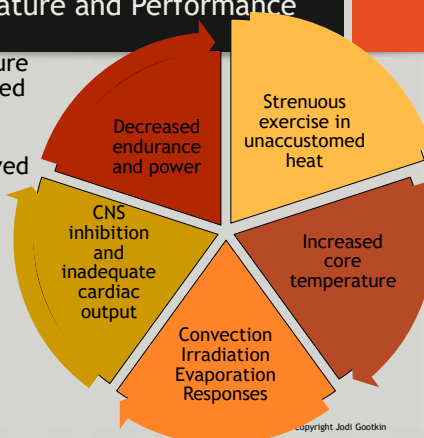 ature and Performance
ure
ed
ved
Strenuous
exercise in
unaccustomed
heat
Increased
core
temperature
Convection
Irradiation
Evaporation
Responses
CNS
inhibition
and
inadequate
cardiac
output
Decreased
endurance
and power
Copyright Jodi Gootkin